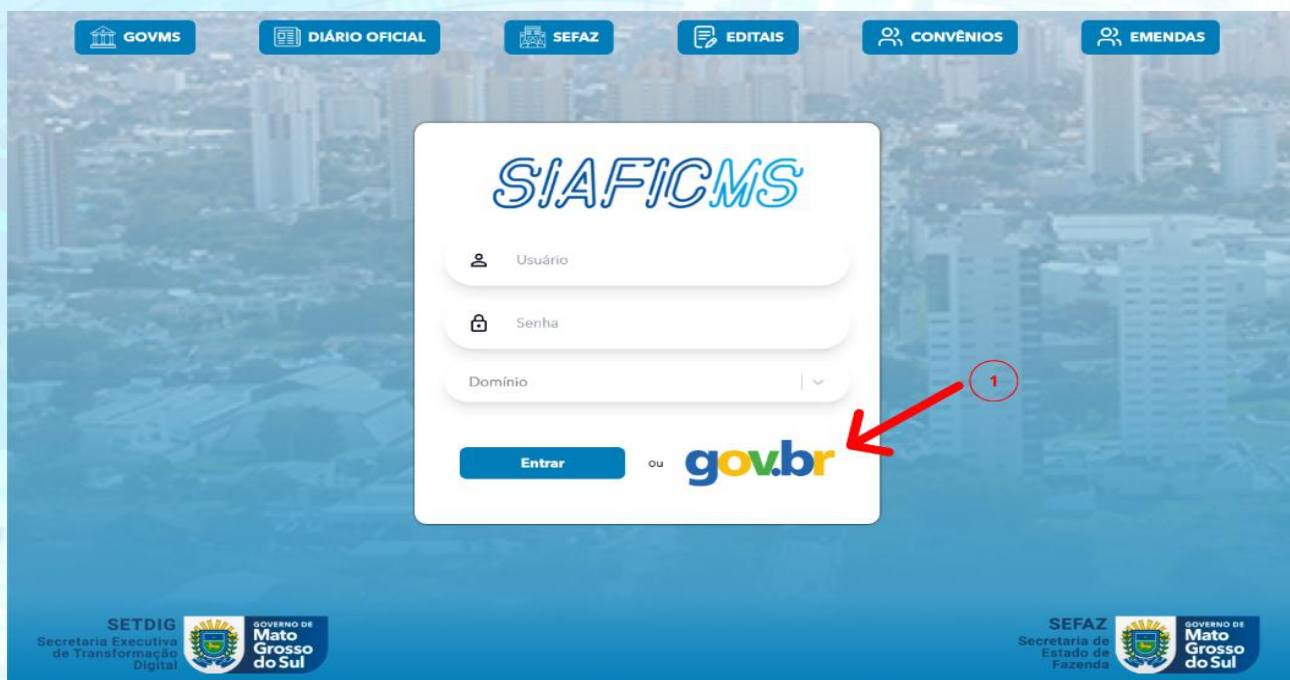 GOVMS
DIÁRIO OFICIAL
SEFAZ
EDITAIS
CONVÊNIOS
EMENDAS
SIAFICMS
Usuário
Senha
Domínio
1
Entrar
ou
gov.br
SETDIG
Secretaria Executiva
de Transformação
Digital
GOVERNO DE
Mato
Grosso
do Sul
SEFAZ
Secretaria de
Estado de
Fazenda
GOVERNO DE
Mato
Grosso
do Sul